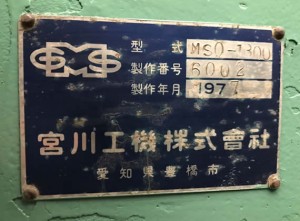 型式 MSO-1300
製作番号 6002
製作年月 1977
宮川工機株式會社
愛知県豊橋市